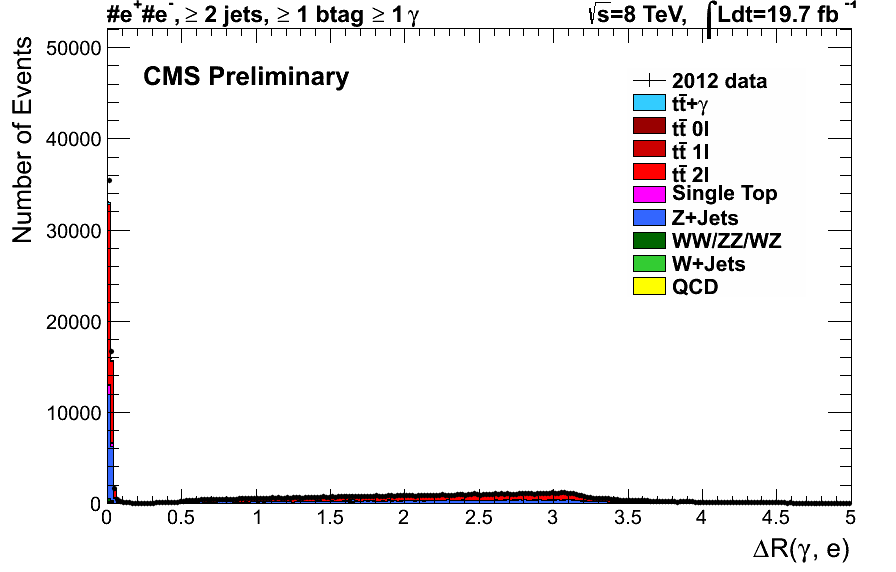 #e⁺#e⁻, ≥ 2 jets, ≥ 1 btag ≥ 1 γ
√s=8 TeV, ∫Ldt=19.7 fb⁻¹
CMS Preliminary
2012 data
tt̄+γ
tt̄ 0l
tt̄ 1l
tt̄ 2l
Single Top
Z+Jets
WW/ZZ/WZ
W+Jets
QCD
Number of Events
50000
40000
30000
20000
10000
0
0 0.5 1 1.5 2 2.5 3 3.5 4 4.5 5
ΔR(γ, e)